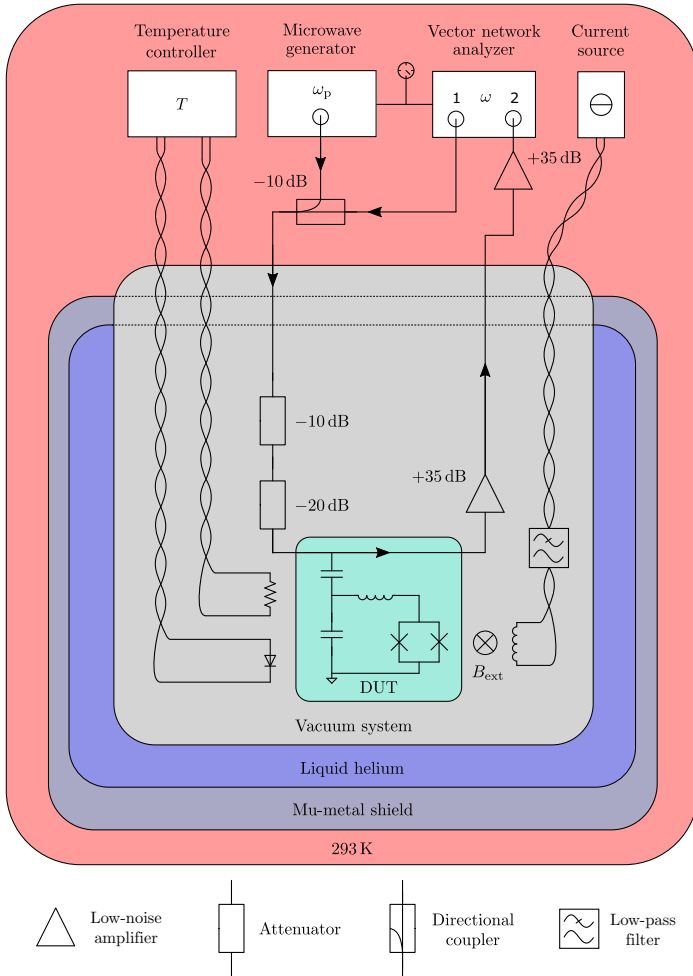 Temperature
controller
Microwave
generator
Vector network
analyzer
Current
source
T
ωp
1
ω
2
−10 dB
+35 dB
−10 dB
−20 dB
+35 dB
Bext
DUT
Vacuum system
Liquid helium
Mu-metal shield
293 K
Low-noise
amplifier
Attenuator
Directional
coupler
Low-pass
filter